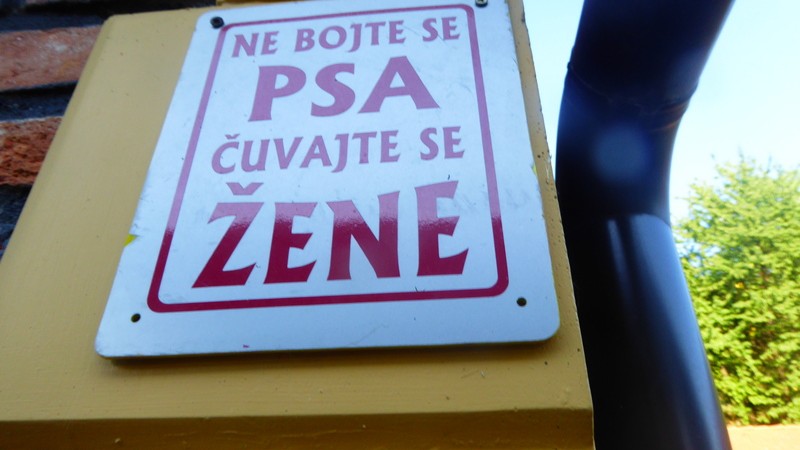 NE BOJTE SE
PSA
ČUVAJTE SE
ŽENE